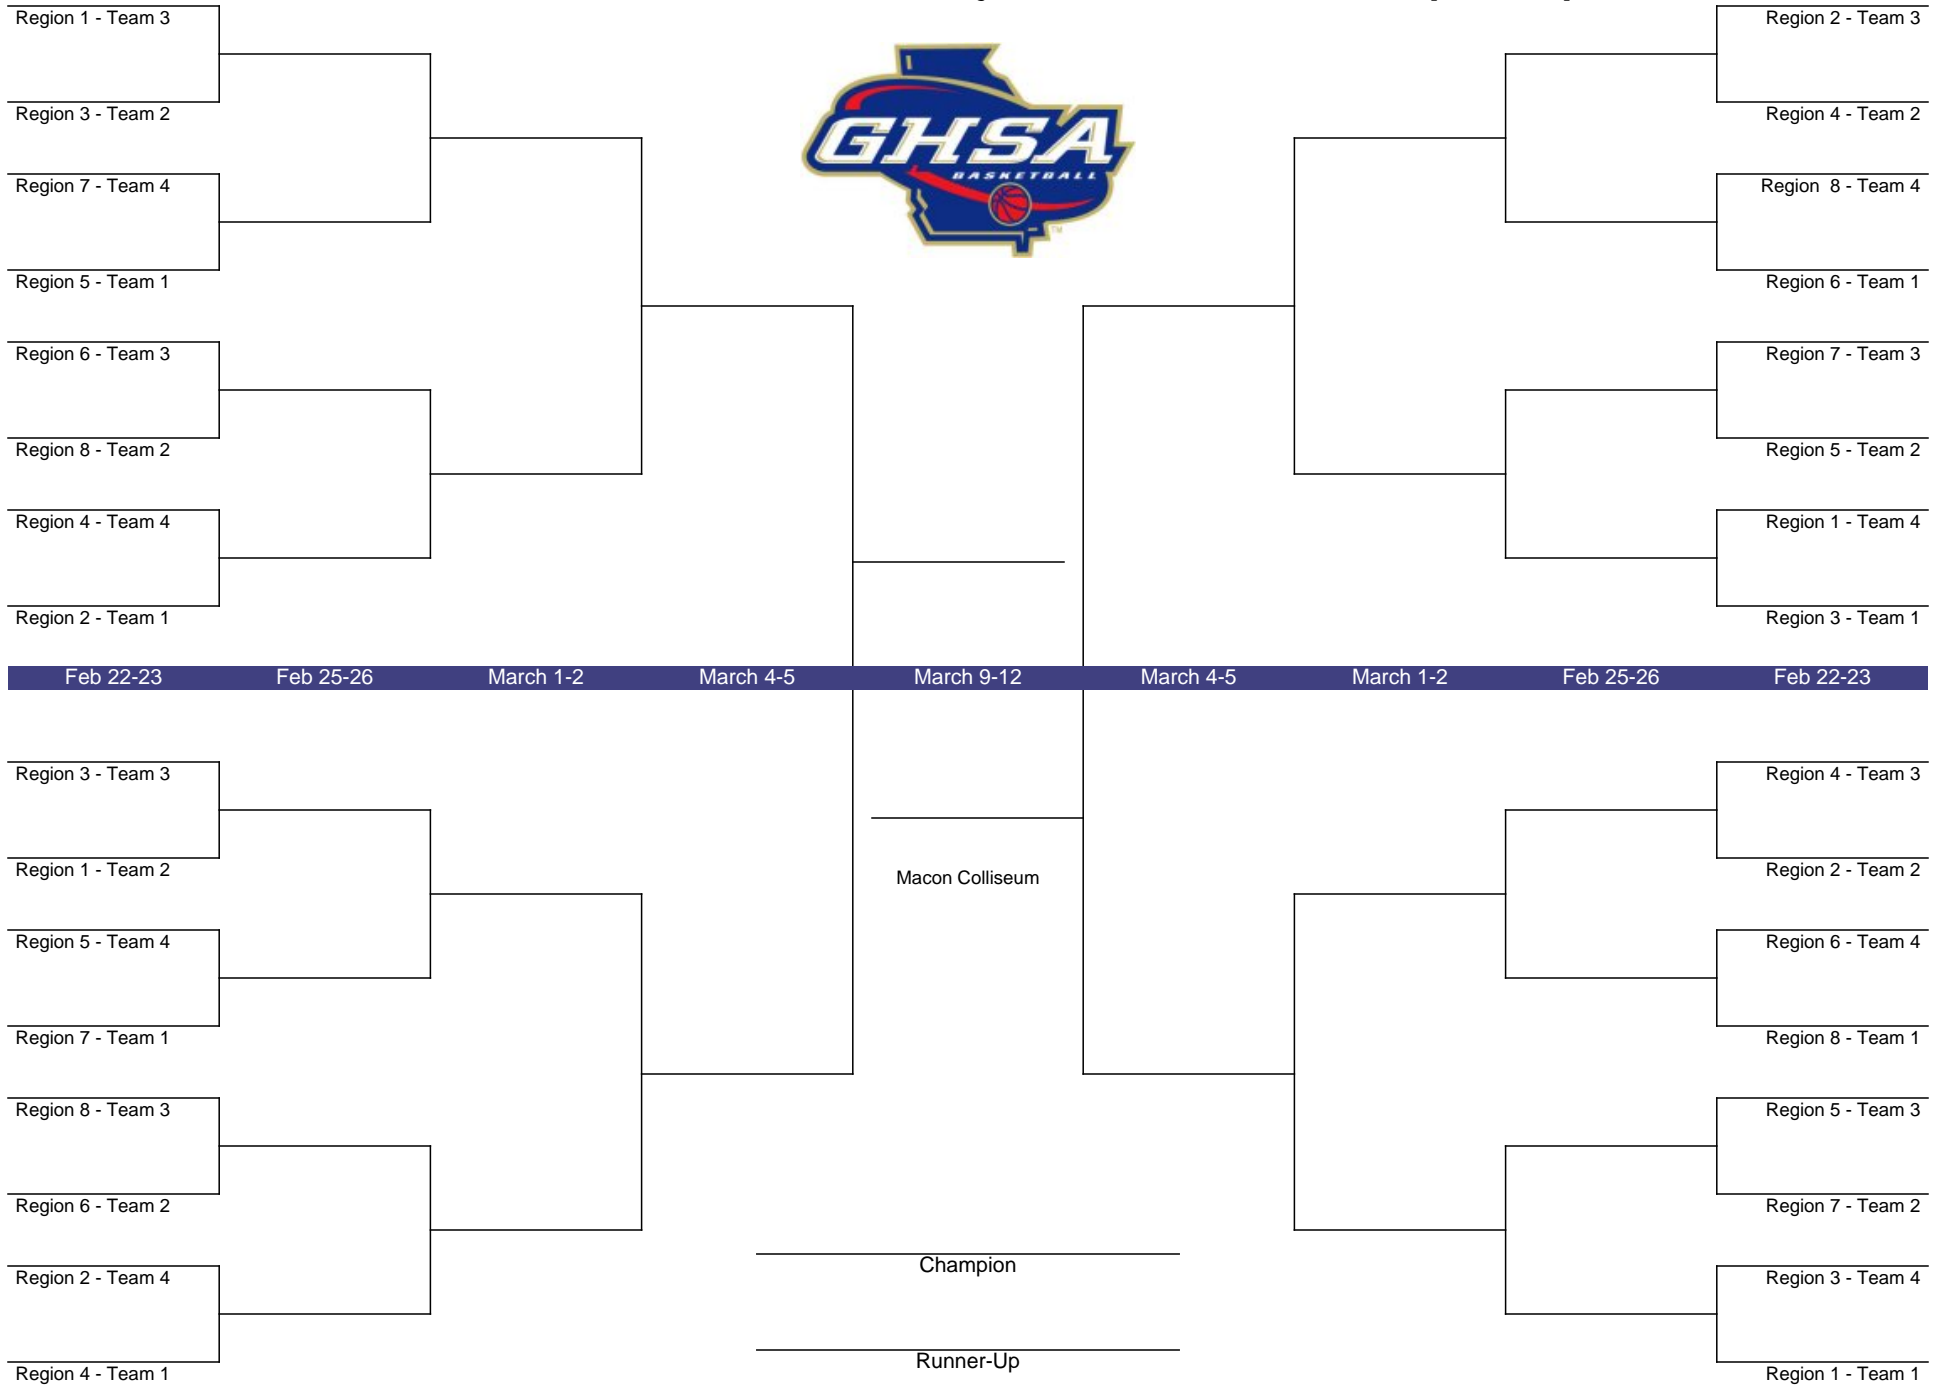 Region 1 - Team 3
Region 3 - Team 2
Region 7 - Team 4
Region 5 - Team 1
Region 6 - Team 3
Region 8 - Team 2
Region 4 - Team 4
Region 2 - Team 1
GHSA
BASKETBALL
TM
Region 2 - Team 3
Region 4 - Team 2
Region 8 - Team 4
Region 6 - Team 1
Region 7 - Team 3
Region 5 - Team 2
Region 1 - Team 4
Region 3 - Team 1
Feb 22-23 Feb 25-26 March 1-2 March 4-5 March 9-12 March 4-5 March 1-2 Feb 25-26 Feb 22-23
Region 3 - Team 3
Region 1 - Team 2
Region 5 - Team 4
Region 7 - Team 1
Region 8 - Team 3
Region 6 - Team 2
Region 2 - Team 4
Region 4 - Team 1
Macon Colliseum
Champion
Runner-Up
Region 4 - Team 3
Region 2 - Team 2
Region 6 - Team 4
Region 8 - Team 1
Region 5 - Team 3
Region 7 - Team 2
Region 3 - Team 4
Region 1 - Team 1